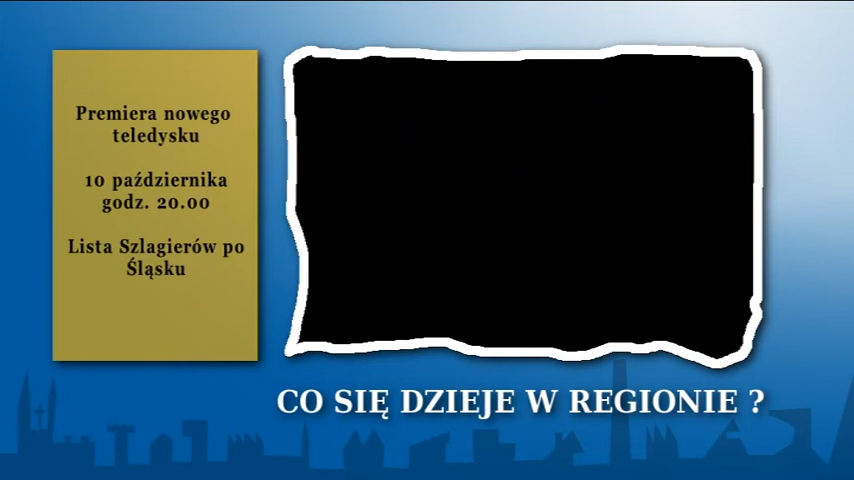 Premiera nowego
teledysku
10 października
godz. 20.00
Lista Szlagierów po
Śląsku
CO SIĘ DZIEJE W REGIONIE ?